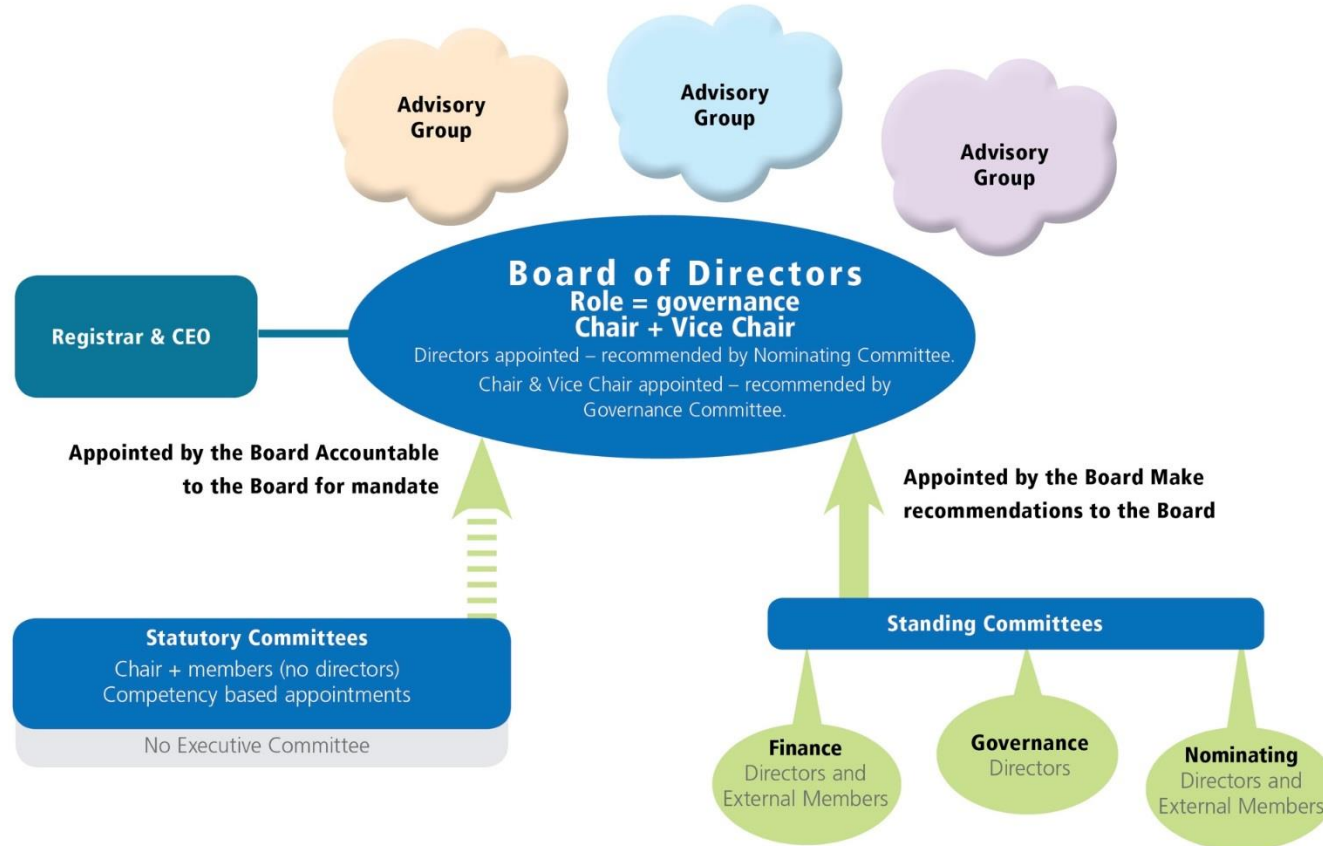 Advisory
Group
Advisory
Group
Advisory
Group
Board of Directors
Role = governance
Chair + Vice Chair
Directors appointed – recommended by Nominating Committee.
Chair & Vice Chair appointed – recommended by
Governance Committee.
Registrar & CEO
Appointed by the Board Accountable
to the Board for mandate
Appointed by the Board Make
recommendations to the Board
Statutory Committees
Chair + members (no directors)
Competency based appointments
No Executive Committee
Standing Committees
Finance
Directors and
External Members
Governance
Directors
Nominating
Directors and
External Members